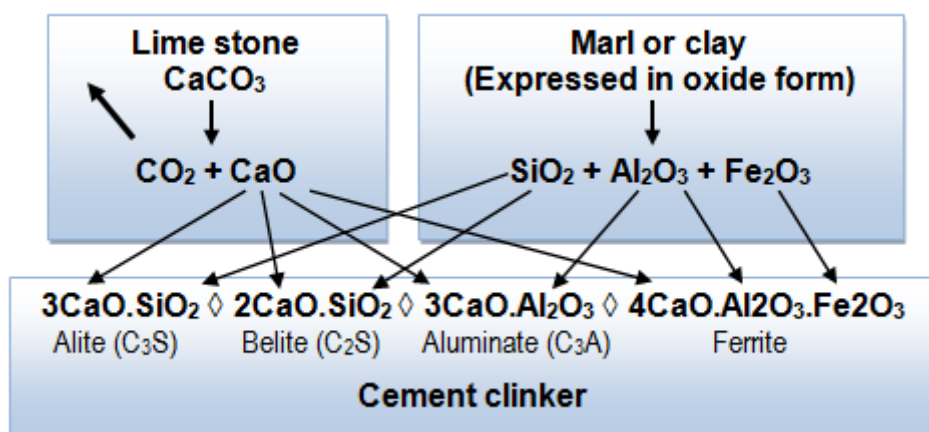 Lime stone
CaCO₃
CO₂ + CaO
Marl or clay
(Expressed in oxide form)
SiO₂ + Al₂O₃ + Fe₂O₃
3CaO.SiO₂ ◊ 2CaO.SiO₂ ◊ 3CaO.Al₂O₃ ◊ 4CaO.Al2O₃.Fe2O₃
Alite (C₃S) Belite (C₂S) Aluminate (C₃A) Ferrite
Cement clinker